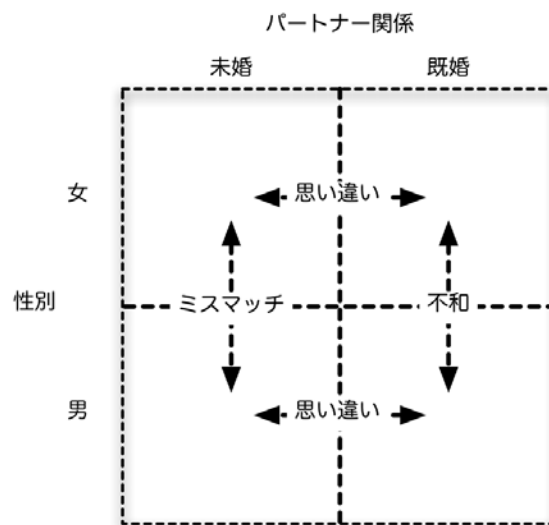 パートナー関係
未婚 既婚
女
思い違い
性別
ミスマッチ 不和
男
思い違い